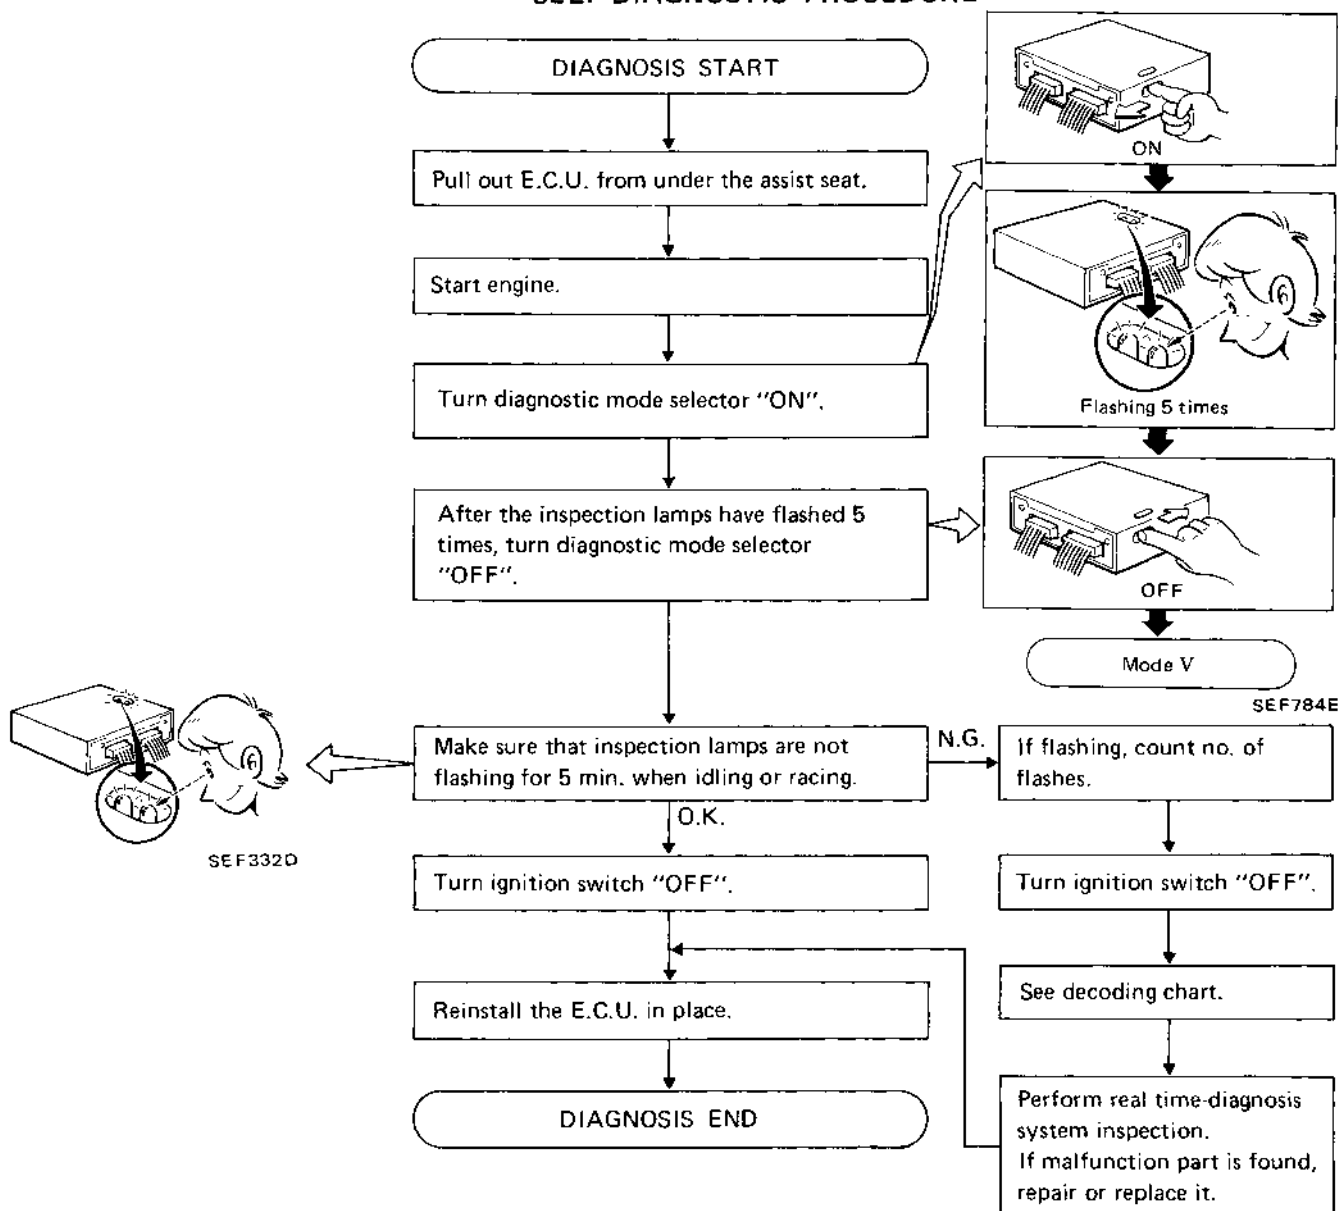 SELF-DIAGNOSTIC PROCEDURE
DIAGNOSIS START
Pull out E.C.U. from under the assist seat.
Start engine.
Turn diagnostic mode selector "ON".
After the inspection lamps have flashed 5
times, turn diagnostic mode selector
"OFF".
ON
Flashing 5 times
OFF
Mode V
SEF784E
Make sure that inspection lamps are not
flashing for 5 min. when idling or racing.
N.G.
If flashing, count no. of
flashes.
SEF332D
O.K.
Turn ignition switch "OFF".
Turn ignition switch "OFF".
See decoding chart.
Reinstall the E.C.U. in place.
Perform real time-diagnosis
system inspection.
If malfunction part is found,
repair or replace it.
DIAGNOSIS END